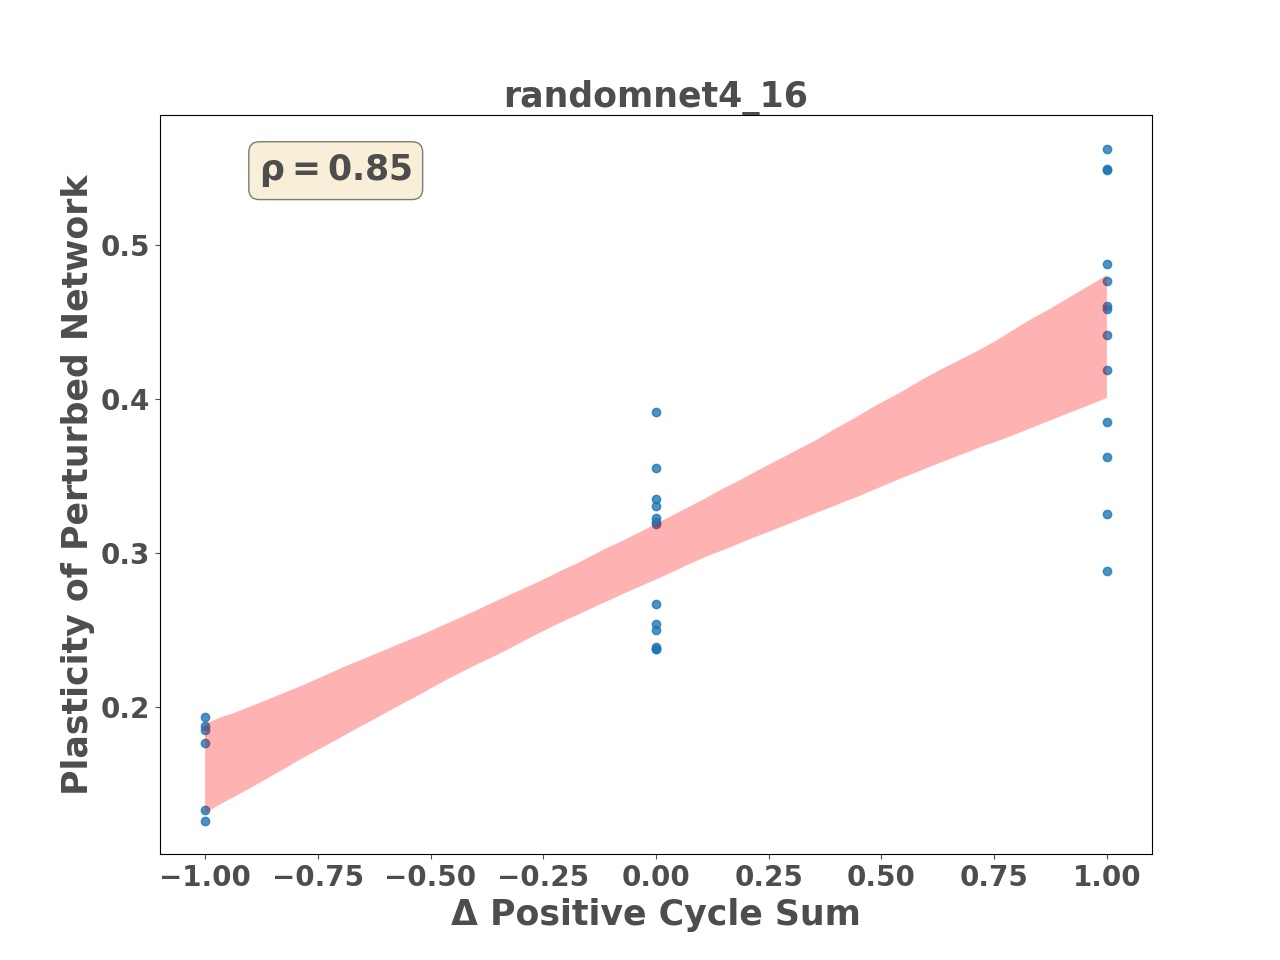 randomnet4_16
ρ = 0.85
Plasticity of Perturbed Network
0.5
0.4
0.3
0.2
−1.00 −0.75 −0.50 −0.25 0.00 0.25 0.50 0.75 1.00
Δ Positive Cycle Sum